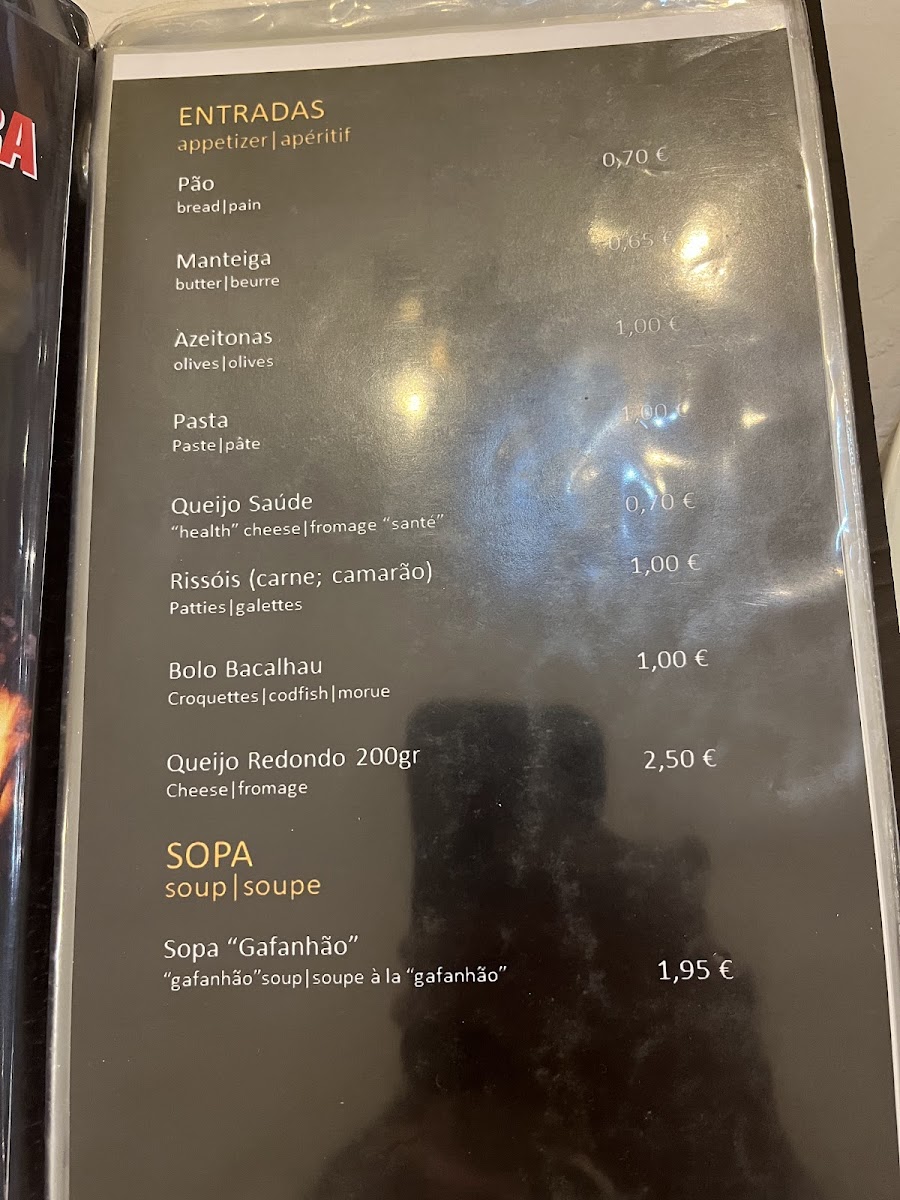 ENTRADAS
appetizer|apéritif
Pão 0,70 €
bread|pain
Manteiga 0,65 €
butter|beurre
Azeitonas 1,00 €
olives|olives
Pasta 1,00 €
Paste|pâte
Queijo Saúde 0,70 €
“health” cheese|fromage “santé”
Rissóis (carne; camarão) 1,00 €
Patties|galettes
Bolo Bacalhau 1,00 €
Croquettes|codfish|morue
Queijo Redondo 200gr 2,50 €
Cheese|fromage
SOPA
soup|soupe
Sopa “Gafanhão” 1,95 €
“gafanhão”soup|soupe à la “gafanhão”